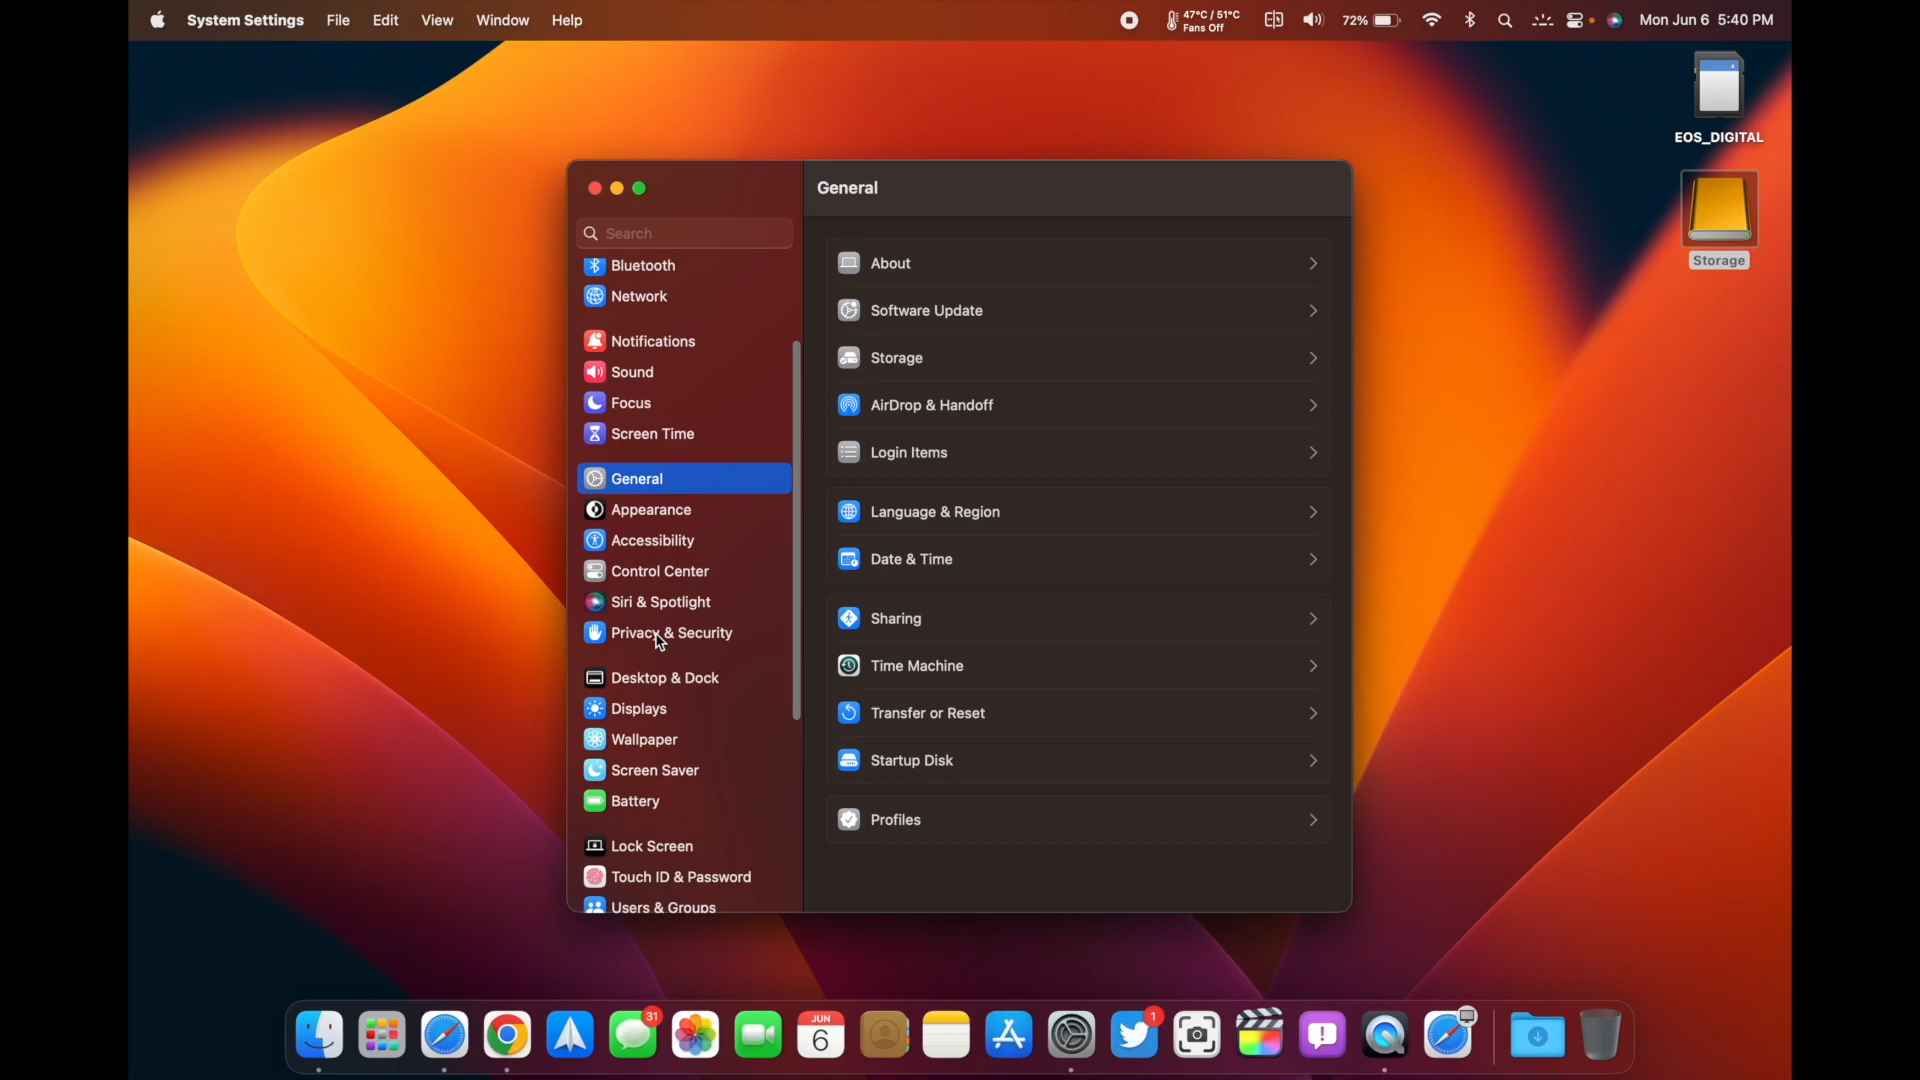 System Settings File Edit View Window Help
47°C / 51°C
Fans Off
72%
Mon Jun 6 5:40 PM
EOS_DIGITAL
Storage
General
Search
Bluetooth
Network
Notifications
Sound
Focus
Screen Time
General
Appearance
Accessibility
Control Center
Siri & Spotlight
Privacy & Security
Desktop & Dock
Displays
Wallpaper
Screen Saver
Battery
Lock Screen
Touch ID & Password
Users & Groups
About
Software Update
Storage
AirDrop & Handoff
Login Items
Language & Region
Date & Time
Sharing
Time Machine
Transfer or Reset
Startup Disk
Profiles
31
JUN
6
1